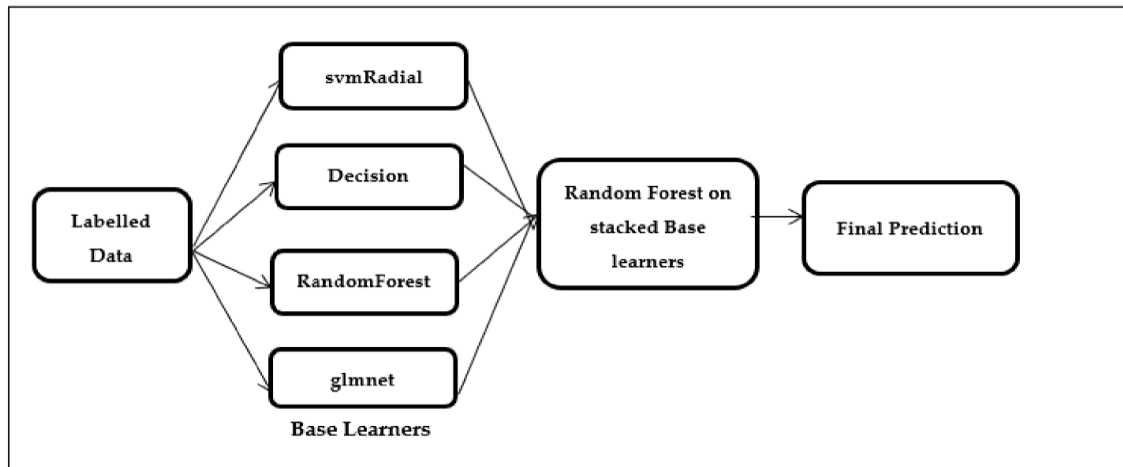 Labelled
Data
svmRadial
Decision
RandomForest
glmnet
Base Learners
Random Forest on
stacked Base
learners
Final Prediction